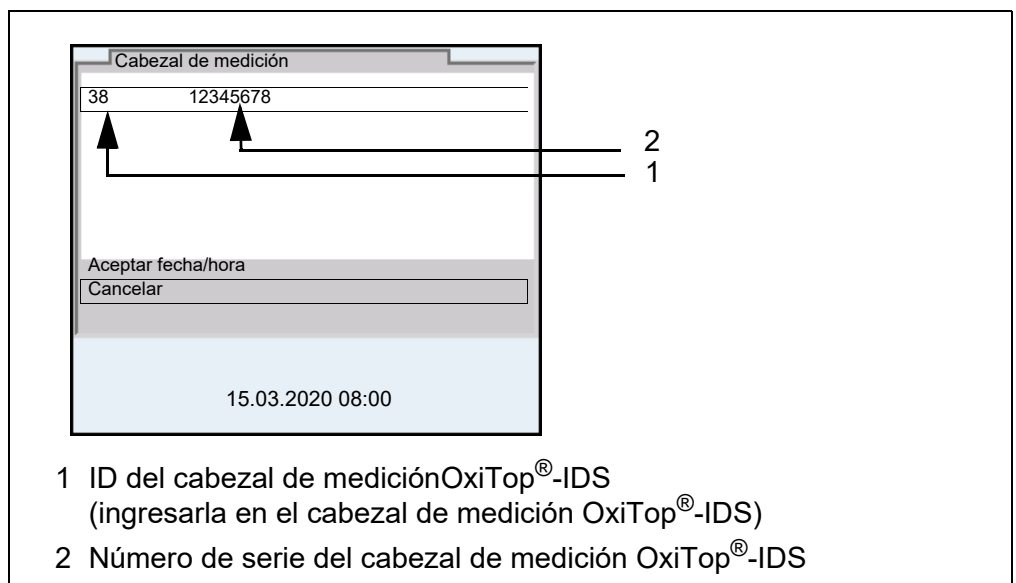 Cabezal de medición
38 12345678
2
1
Aceptar fecha/hora
Cancelar
15.03.2020 08:00
1 ID del cabezal de mediciónOxiTop®-IDS
(ingresarla en el cabezal de medición OxiTop®-IDS)
2 Número de serie del cabezal de medición OxiTop®-IDS